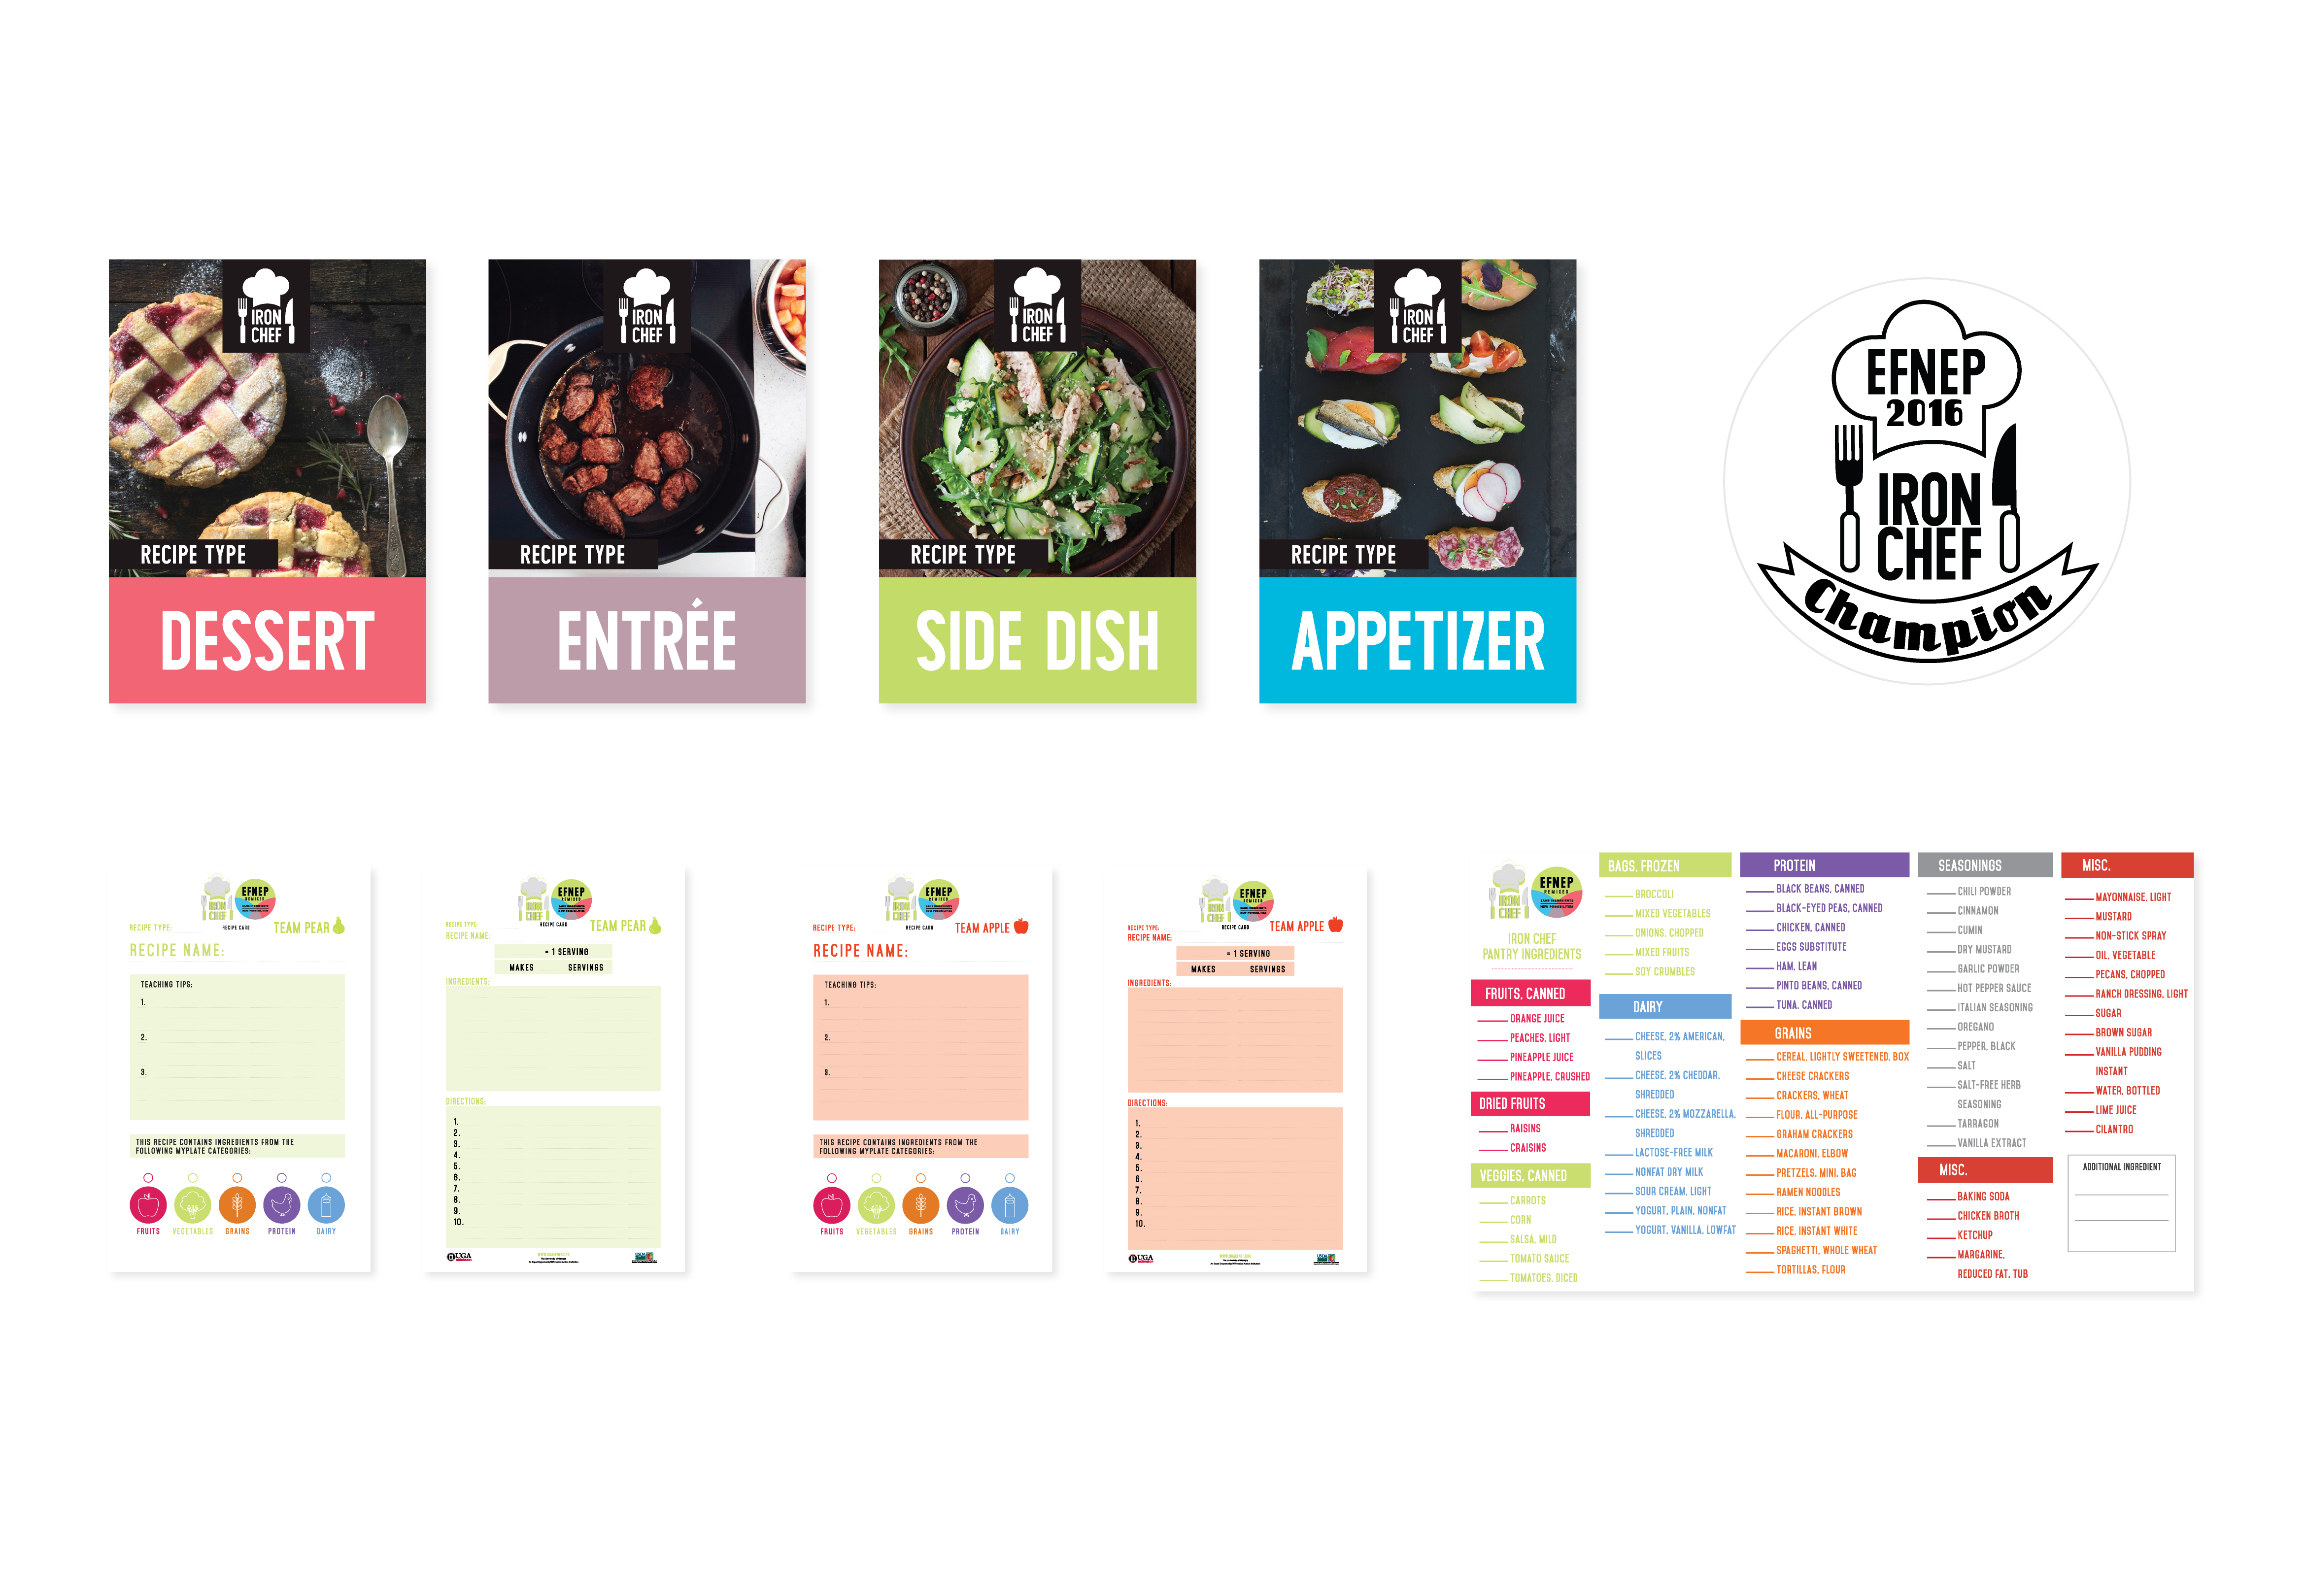 IRON
CHEF
RECIPE TYPE
DESSERT
IRON
CHEF
RECIPE TYPE
ENTRÉE
IRON
CHEF
RECIPE TYPE
SIDE DISH
IRON
CHEF
RECIPE TYPE
APPETIZER
EFNEP
2016
IRON
CHEF
Champion
IRON
CHEF
EFNEP
REMIXED
RECIPE CARD
RECIPE TYPE:
TEAM PEAR
RECIPE NAME:
TEACHING TIPS:
1.
2.
3.
THIS RECIPE CONTAINS INGREDIENTS FROM THE
FOLLOWING MYPLATE CATEGORIES:
FRUITS
VEGETABLES
GRAINS
PROTEIN
DAIRY
IRON
CHEF
EFNEP
REMIXED
RECIPE CARD
RECIPE TYPE:
TEAM PEAR
RECIPE NAME:
= 1 SERVING
MAKES SERVINGS
INGREDIENTS:
DIRECTIONS:
1.
2.
3.
4.
5.
6.
7.
8.
9.
10.
UGA
IRON
CHEF
EFNEP
REMIXED
RECIPE CARD
RECIPE TYPE:
TEAM APPLE
RECIPE NAME:
TEACHING TIPS:
1.
2.
3.
THIS RECIPE CONTAINS INGREDIENTS FROM THE
FOLLOWING MYPLATE CATEGORIES:
FRUITS
VEGETABLES
GRAINS
PROTEIN
DAIRY
IRON
CHEF
EFNEP
REMIXED
RECIPE CARD
RECIPE TYPE:
TEAM APPLE
RECIPE NAME:
= 1 SERVING
MAKES SERVINGS
INGREDIENTS:
DIRECTIONS:
1.
2.
3.
4.
5.
6.
7.
8.
9.
10.
UGA
IRON
CHEF
EFNEP
REMIXED
SAME INGREDIENTS
NEW POSSIBILITIES
IRON CHEF
PANTRY INGREDIENTS
FRUITS, CANNED
ORANGE JUICE
PEACHES, LIGHT
PINEAPPLE JUICE
PINEAPPLE, CRUSHED
DRIED FRUITS
RAISINS
CRAISINS
VEGGIES, CANNED
CARROTS
CORN
SALSA, MILD
TOMATO SAUCE
TOMATOES, DICED
BAGS, FROZEN
BROCCOLI
MIXED VEGETABLES
ONIONS, CHOPPED
MIXED FRUITS
SOY CRUMBLES
DAIRY
CHEESE, 2% AMERICAN,
SLICES
CHEESE, 2% CHEDDAR,
SHREDDED
CHEESE, 2% MOZZARELLA,
SHREDDED
LACTOSE-FREE MILK
NONFAT DRY MILK
SOUR CREAM, LIGHT
YOGURT, PLAIN, NONFAT
YOGURT, VANILLA, LOWFAT
PROTEIN
BLACK BEANS, CANNED
BLACK-EYED PEAS, CANNED
CHICKEN, CANNED
EGGS SUBSTITUTE
HAM, LEAN
PINTO BEANS, CANNED
TUNA, CANNED
GRAINS
CEREAL, LIGHTLY SWEETENED, BOX
CHEESE CRACKERS
CRACKERS, WHEAT
FLOUR, ALL-PURPOSE
GRAHAM CRACKERS
MACARONI, ELBOW
PRETZELS, MINI, BAG
RAMEN NOODLES
RICE, INSTANT BROWN
RICE, INSTANT WHITE
SPAGHETTI, WHOLE WHEAT
TORTILLAS, FLOUR
SEASONINGS
CHILI POWDER
CINNAMON
CUMIN
DRY MUSTARD
GARLIC POWDER
HOT PEPPER SAUCE
ITALIAN SEASONING
OREGANO
PEPPER, BLACK
SALT
SALT-FREE HERB
SEASONING
TARRAGON
VANILLA EXTRACT
MISC.
BAKING SODA
CHICKEN BROTH
KETCHUP
MARGARINE,
REDUCED FAT, TUB
MISC.
MAYONNAISE, LIGHT
MUSTARD
NON-STICK SPRAY
OIL, VEGETABLE
PECANS, CHOPPED
RANCH DRESSING, LIGHT
SUGAR
BROWN SUGAR
VANILLA PUDDING
INSTANT
WATER, BOTTLED
LIME JUICE
CILANTRO
ADDITIONAL INGREDIENT